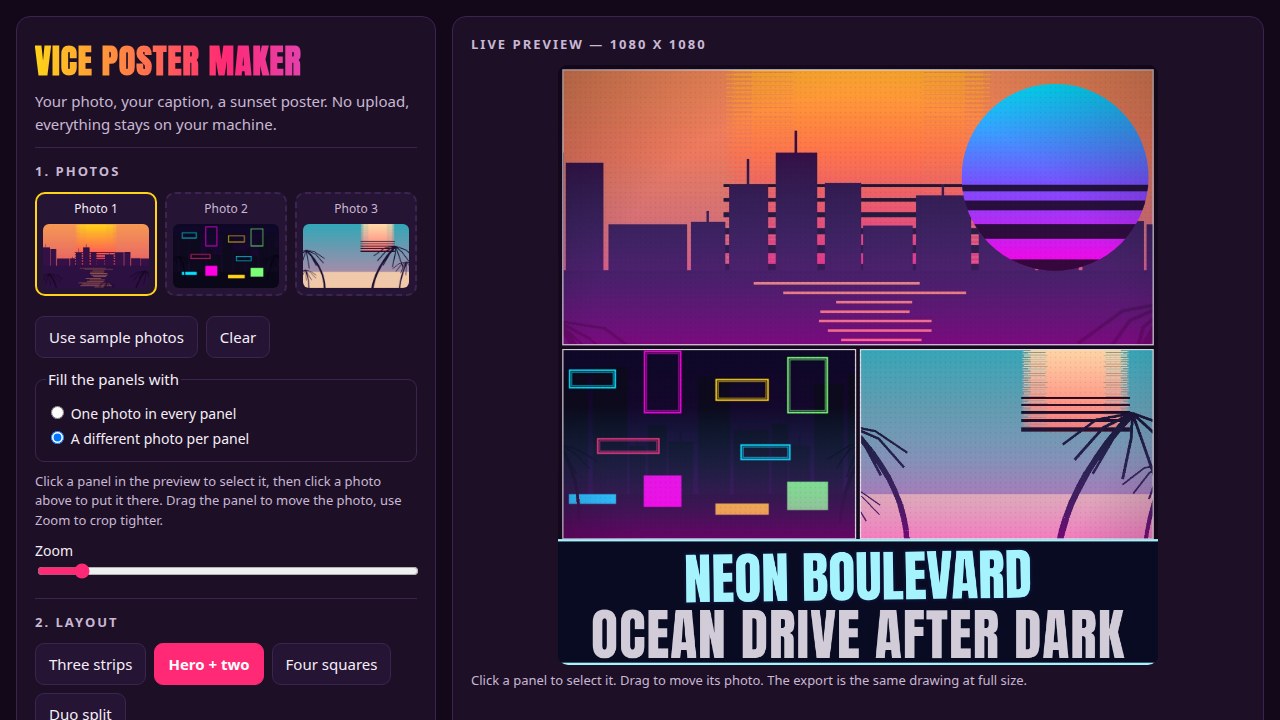 VICE POSTER MAKER
Your photo, your caption, a sunset poster. No upload,
everything stays on your machine.
1. PHOTOS
Photo 1
Photo 2
Photo 3
Use sample photos
Clear
Fill the panels with
One photo in every panel
A different photo per panel
Click a panel in the preview to select it, then click a photo
above to put it there. Drag the panel to move the photo, use
Zoom to crop tighter.
Zoom
2. LAYOUT
Three strips
Hero + two
Four squares
Duo split
LIVE PREVIEW — 1080 X 1080
NEON BOULEVARD
OCEAN DRIVE AFTER DARK
Click a panel to select it. Drag to move its photo. The export is the same drawing at full size.